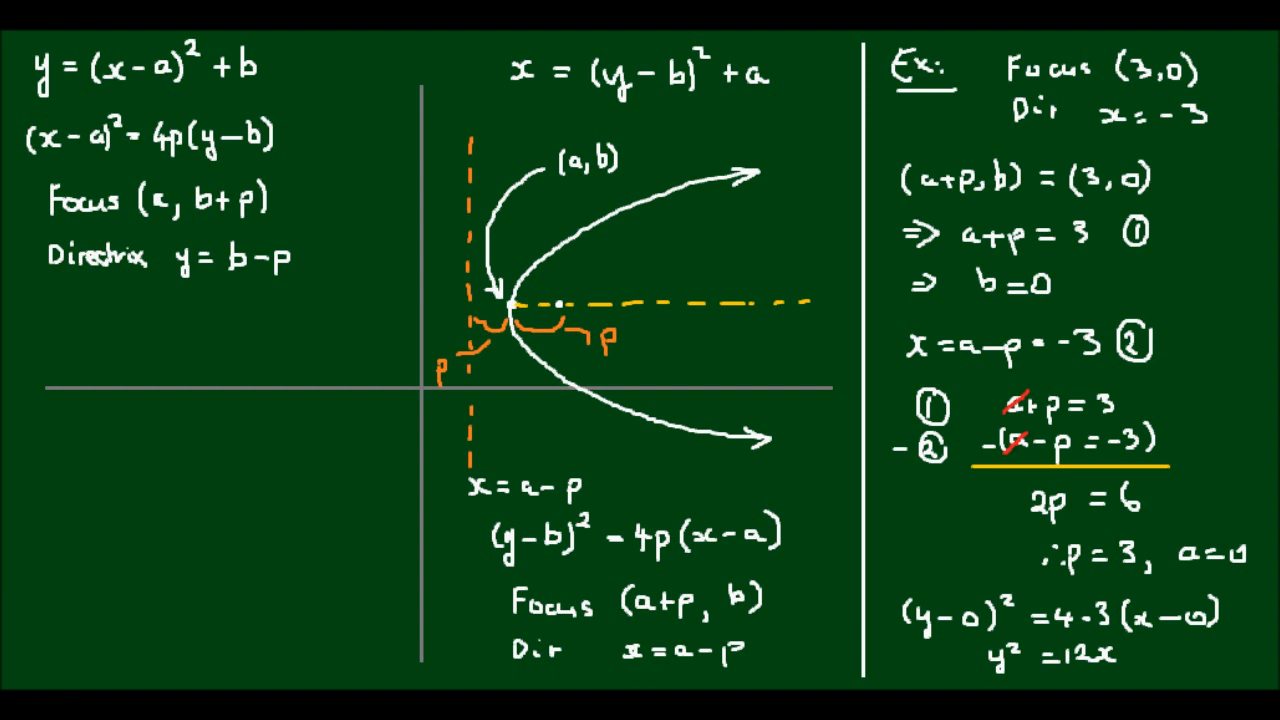 y = (x - a)² + b
(x - a)² = 4p(y - b)
Focus (a, b + p)
Directrix y = b - p
x = (y - b)² + a
(a, b)
p
p
x = a - p
(y - b)² = 4p(x - a)
Focus (a+p, b)
Dir x = a - p
Ex: Focus (3,0)
Dir x = -3
(a+p, b) = (3, 0)
⇒ a+p = 3 ①
⇒ b = 0
x = a - p = -3 ②
① a + p = 3
- ② -(a - p = -3)
2p = 6
∴ p = 3, a = 0
(y - 0)² = 4·3(x - 0)
y² = 12x